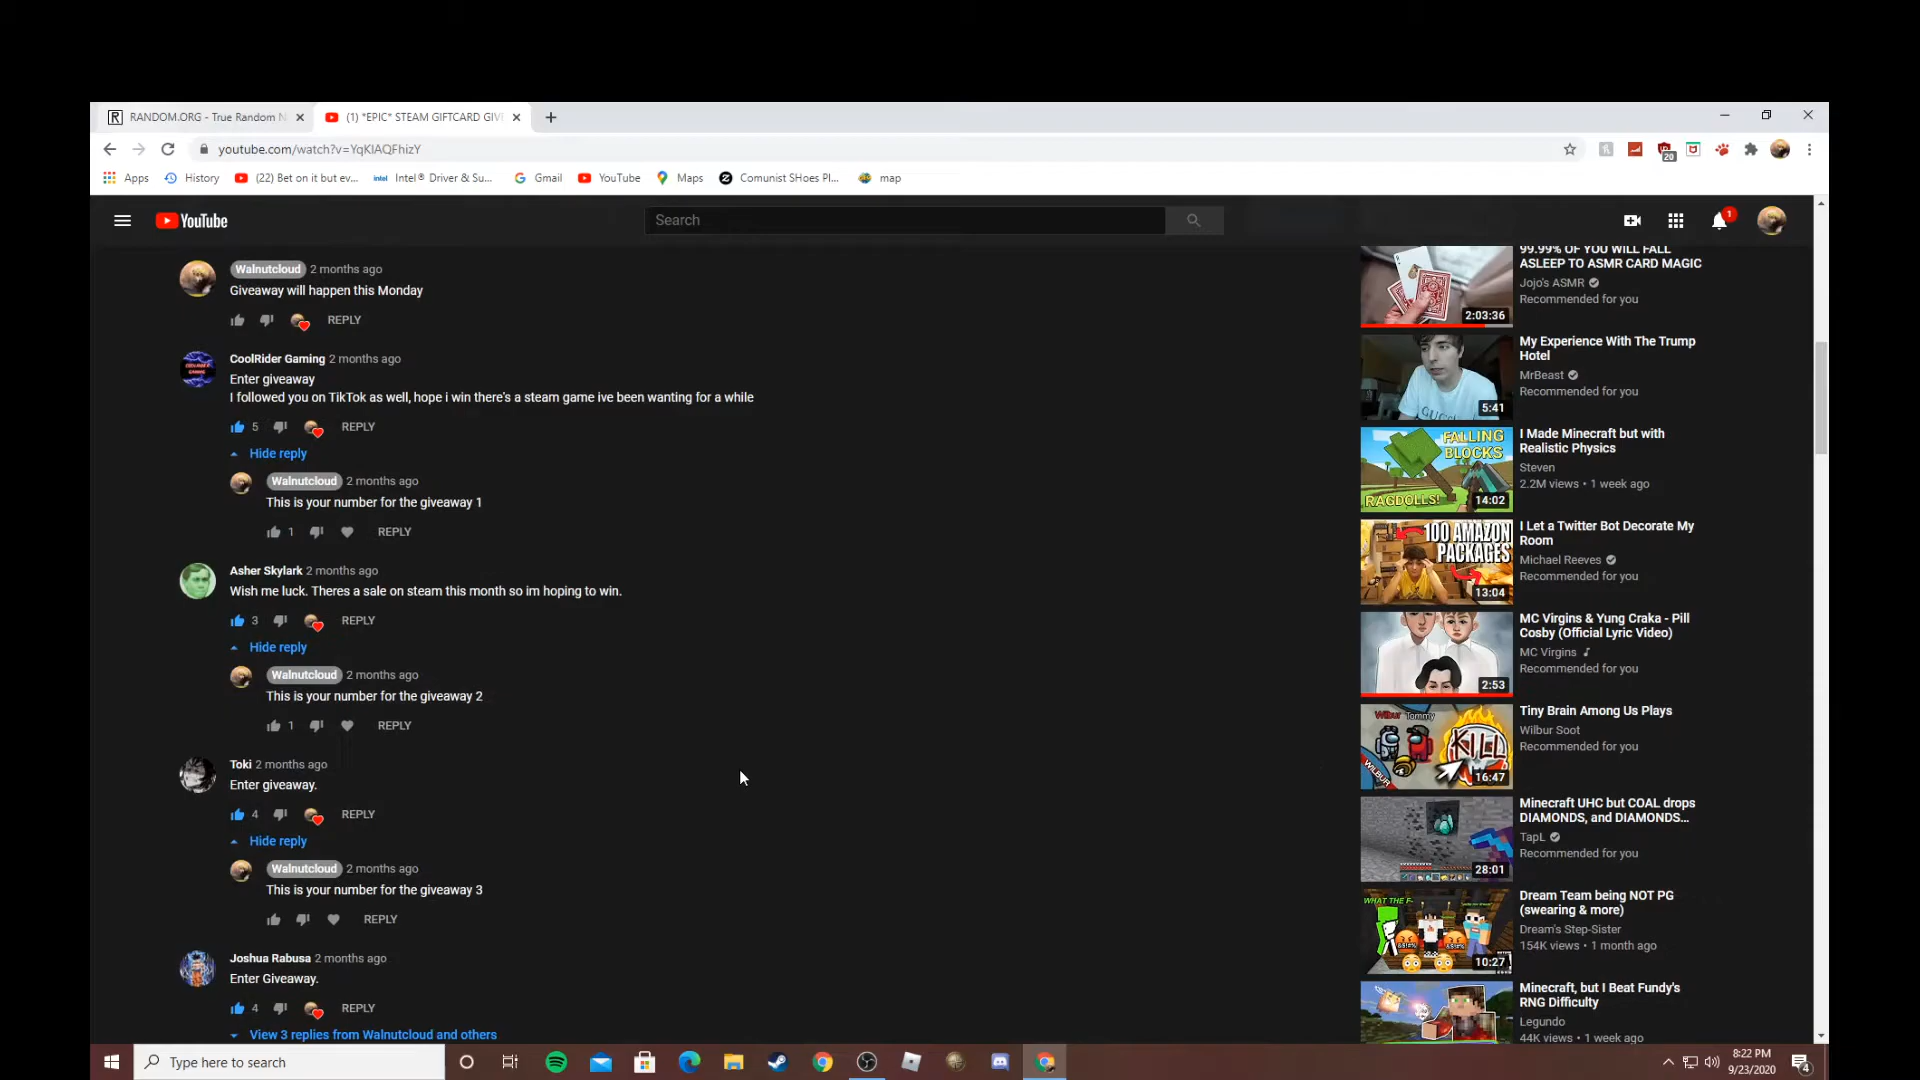 RANDOM.ORG - True Random N
(1) *EPIC* STEAM GIFTCARD GIV
youtube.com/watch?v=YqKlAQFhizY
20
Apps
History
(22) Bet on it but ev...
Intel® Driver & Su...
Gmail
YouTube
Maps
Comunist SHoes Pl...
map
YouTube
Search
1
Walnutcloud 2 months ago
Giveaway will happen this Monday
REPLY
CoolRider Gaming 2 months ago
Enter giveaway
I followed you on TikTok as well, hope i win there's a steam game ive been wanting for a while
5 REPLY
Hide reply
Walnutcloud 2 months ago
This is your number for the giveaway 1
1 REPLY
Asher Skylark 2 months ago
Wish me luck. Theres a sale on steam this month so im hoping to win.
3 REPLY
Hide reply
Walnutcloud 2 months ago
This is your number for the giveaway 2
1 REPLY
Toki 2 months ago
Enter giveaway.
4 REPLY
Hide reply
Walnutcloud 2 months ago
This is your number for the giveaway 3
REPLY
Joshua Rabusa 2 months ago
Enter Giveaway.
4 REPLY
View 3 replies from Walnutcloud and others
99.99% OF YOU WILL FALL
ASLEEP TO ASMR CARD MAGIC
Jojo's ASMR
Recommended for you
2:03:36
My Experience With The Trump
Hotel
MrBeast
Recommended for you
5:41
I Made Minecraft but with
Realistic Physics
Steven
2.2M views • 1 week ago
FALLING
BLOCKS
RAGDOLLS!
14:02
I Let a Twitter Bot Decorate My
Room
Michael Reeves
Recommended for you
100 AMAZON
PACKAGES
13:04
MC Virgins & Yung Craka - Pill
Cosby (Official Lyric Video)
MC Virgins
Recommended for you
2:53
Tiny Brain Among Us Plays
Wilbur Soot
Recommended for you
Wilbur Tommy
KILL
WILBUR
16:47
Minecraft UHC but COAL drops
DIAMONDS, and DIAMONDS...
TapL
Recommended for you
28:01
Dream Team being NOT PG
(swearing & more)
Dream's Step-Sister
154K views • 1 month ago
WHAT THE F-
10:27
Minecraft, but I Beat Fundy's
RNG Difficulty
Legundo
44K views • 1 week ago
Type here to search
8:22 PM
9/23/2020
4